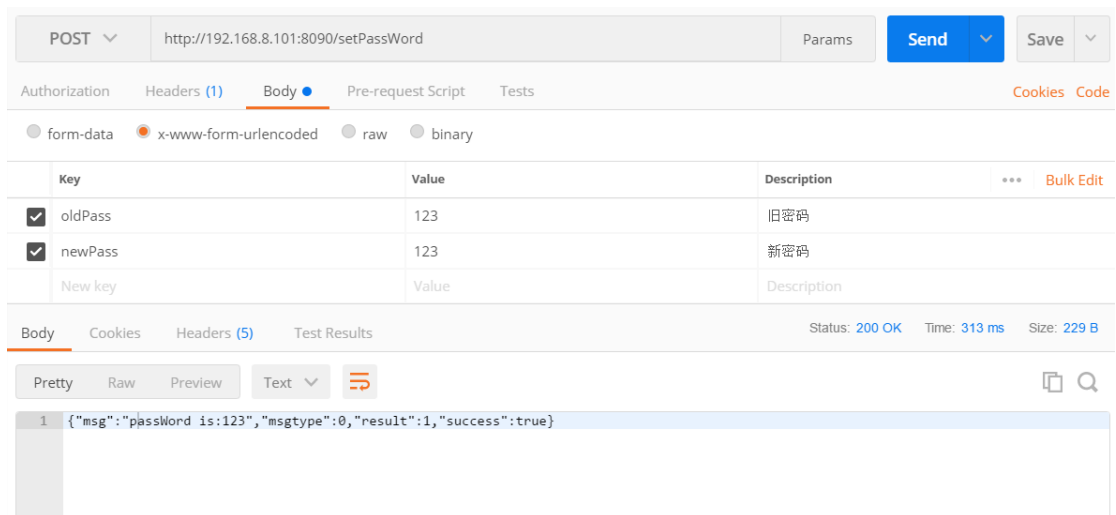 POST http://192.168.8.101:8090/setPassWord Params Send Save
Authorization Headers (1) Body Pre-request Script Tests Cookies Code
form-data x-www-form-urlencoded raw binary
Key Value Description ••• Bulk Edit
oldPass 123 旧密码
newPass 123 新密码
New key Value Description
Body Cookies Headers (5) Test Results Status: 200 OK Time: 313 ms Size: 229 B
Pretty Raw Preview Text
1 {"msg":"passWord is:123","msgtype":0,"result":1,"success":true}